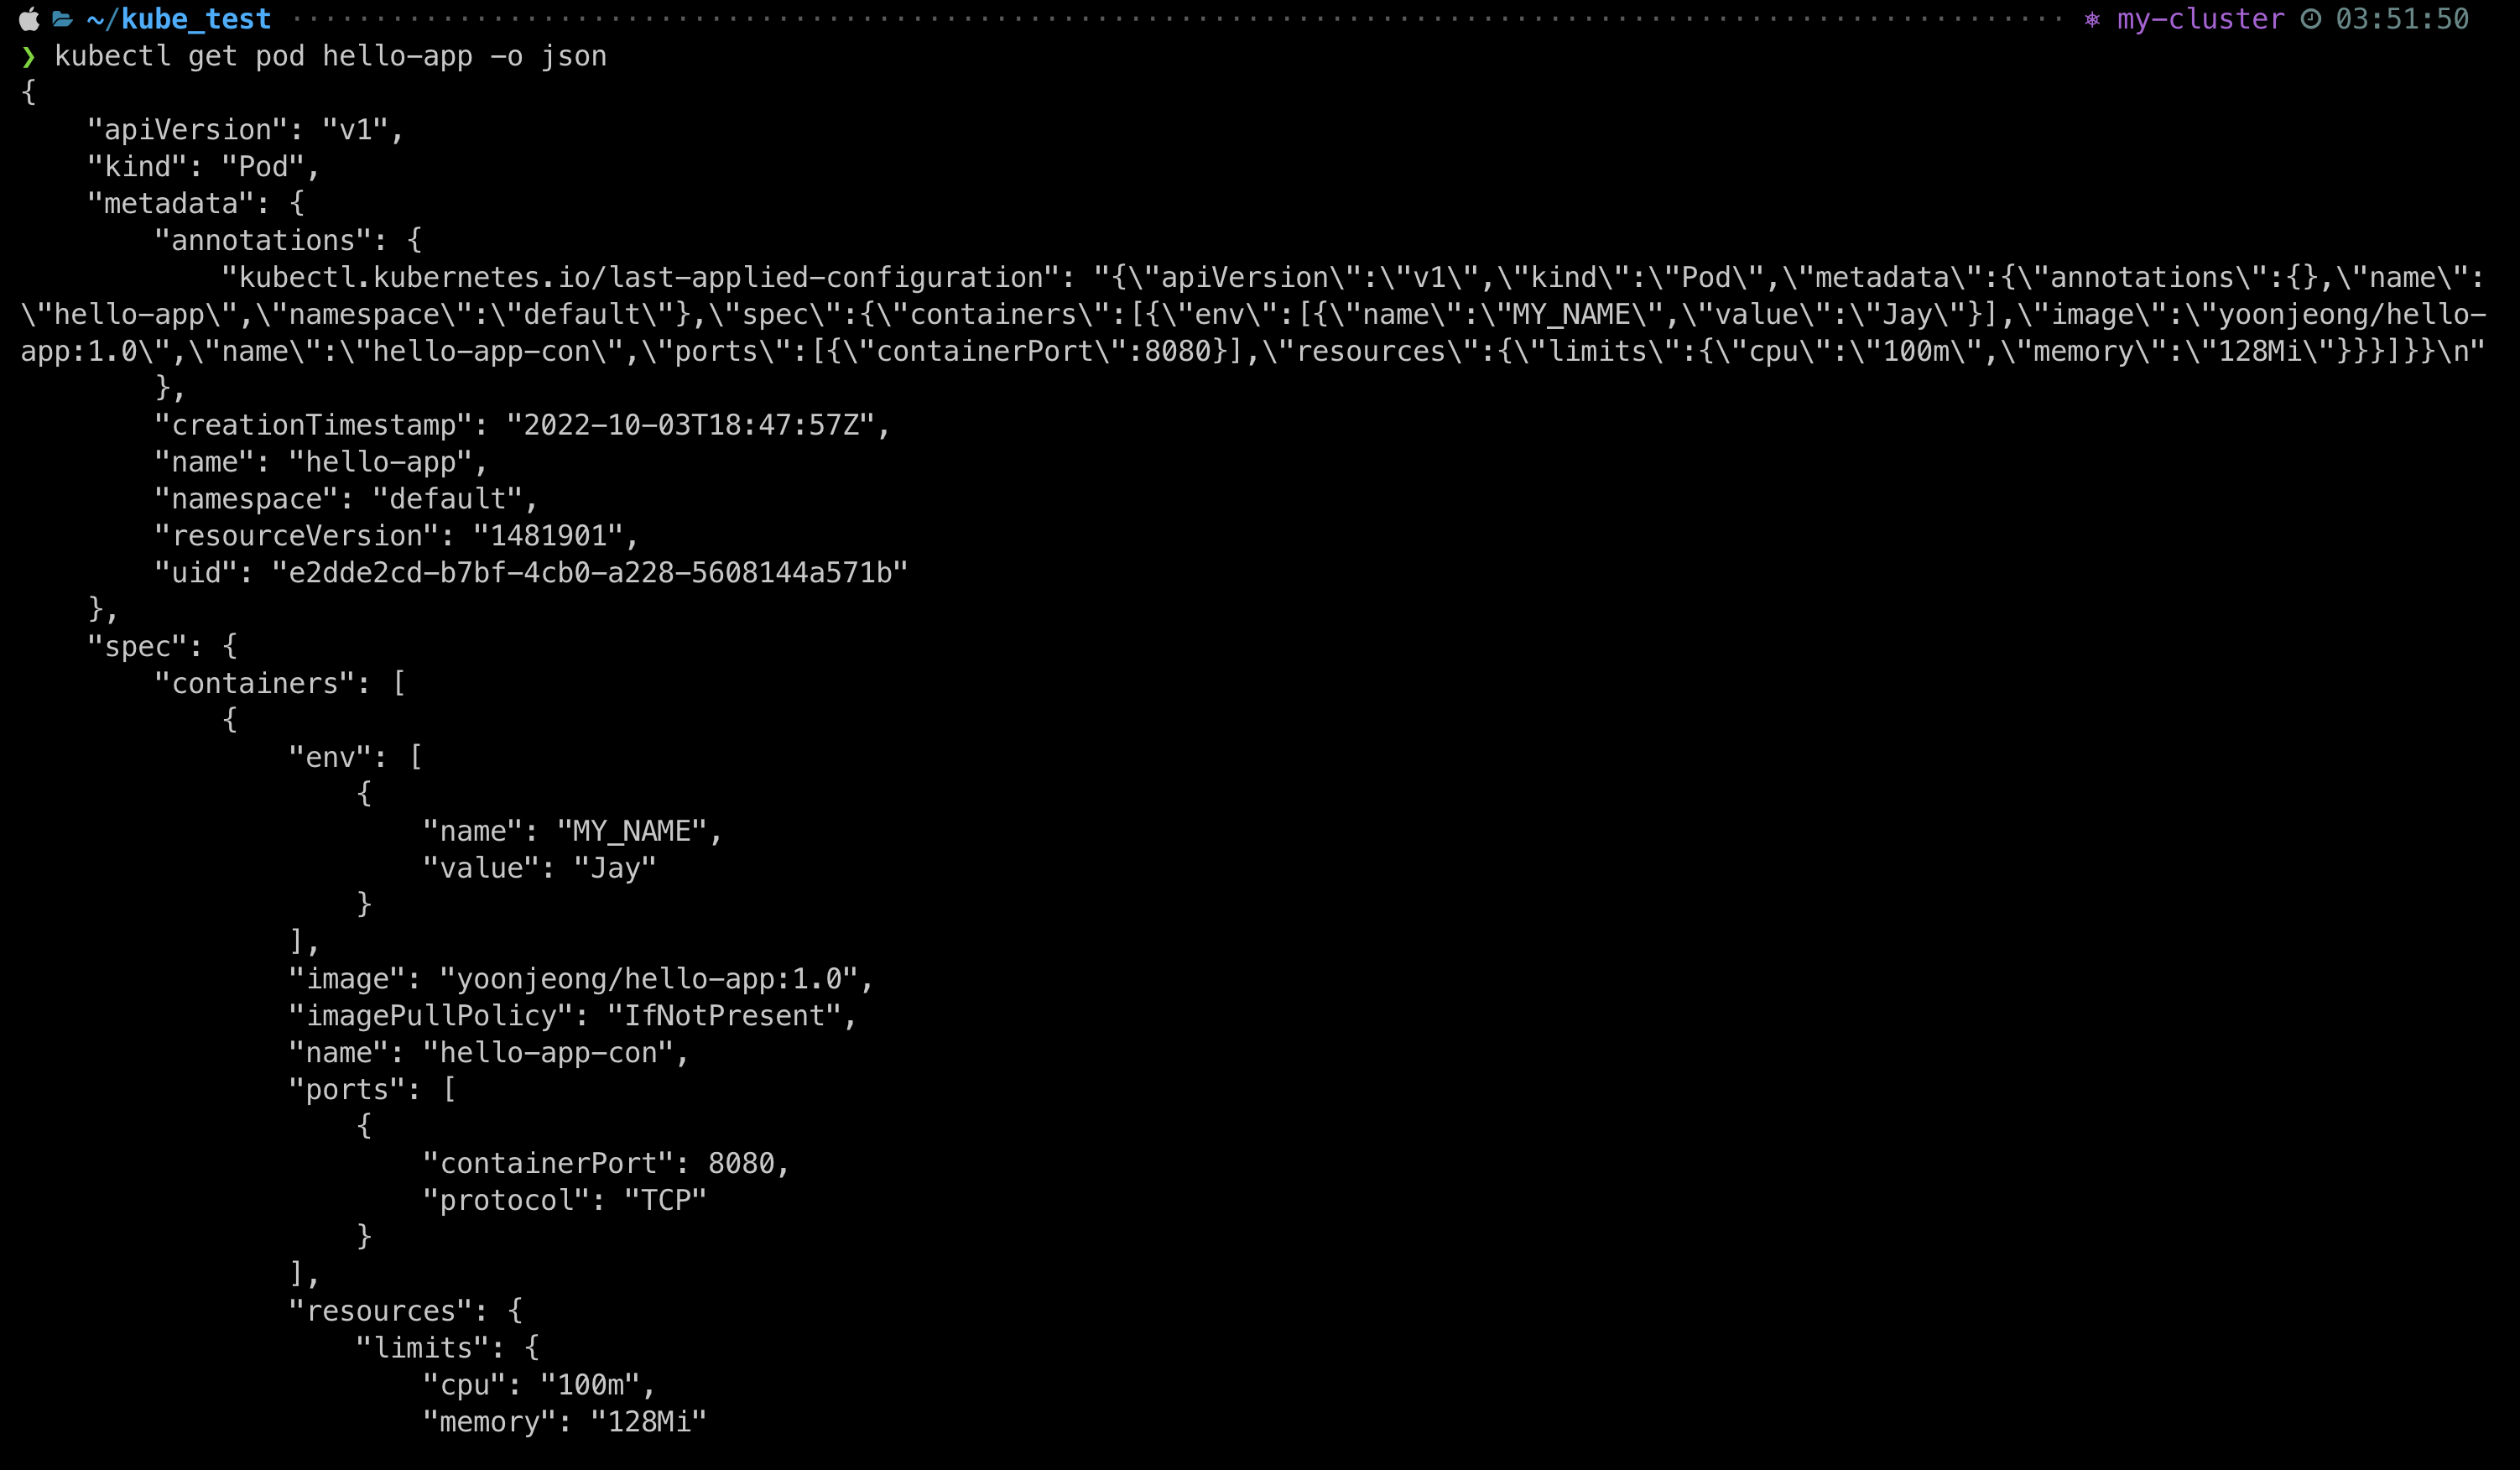 ~/kube_test my-cluster 03:51:50
❯ kubectl get pod hello-app -o json
{
    "apiVersion": "v1",
    "kind": "Pod",
    "metadata": {
        "annotations": {
            "kubectl.kubernetes.io/last-applied-configuration": "{\"apiVersion\":\"v1\",\"kind\":\"Pod\",\"metadata\":{\"annotations\":{},\"name\":
\"hello-app\",\"namespace\":\"default\"},\"spec\":{\"containers\":[{\"env\":[{\"name\":\"MY_NAME\",\"value\":\"Jay\"}],\"image\":\"yoonjeong/hello-
app:1.0\",\"name\":\"hello-app-con\",\"ports\":[{\"containerPort\":8080}],\"resources\":{\"limits\":{\"cpu\":\"100m\",\"memory\":\"128Mi\"}}}]}}\n"
        },
        "creationTimestamp": "2022-10-03T18:47:57Z",
        "name": "hello-app",
        "namespace": "default",
        "resourceVersion": "1481901",
        "uid": "e2dde2cd-b7bf-4cb0-a228-5608144a571b"
    },
    "spec": {
        "containers": [
            {
                "env": [
                    {
                        "name": "MY_NAME",
                        "value": "Jay"
                    }
                ],
                "image": "yoonjeong/hello-app:1.0",
                "imagePullPolicy": "IfNotPresent",
                "name": "hello-app-con",
                "ports": [
                    {
                        "containerPort": 8080,
                        "protocol": "TCP"
                    }
                ],
                "resources": {
                    "limits": {
                        "cpu": "100m",
                        "memory": "128Mi"